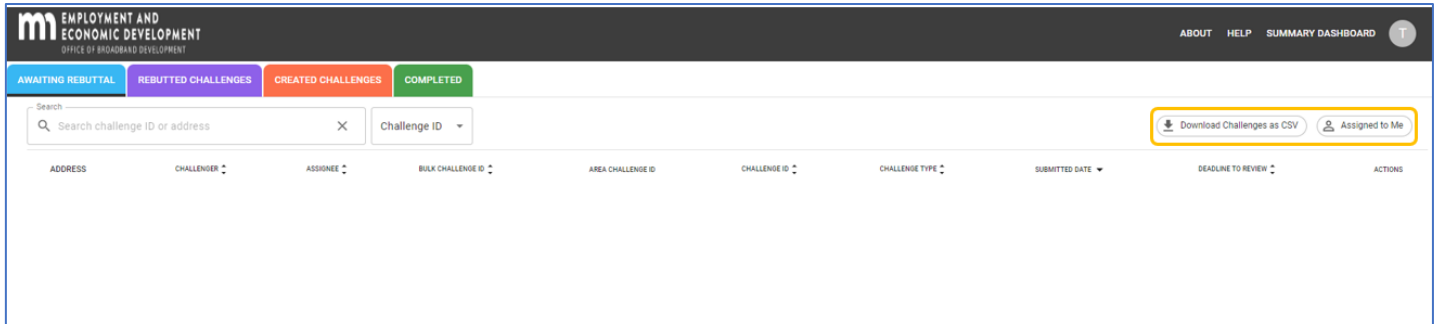 EMPLOYMENT AND
ECONOMIC DEVELOPMENT
OFFICE OF BROADBAND DEVELOPMENT
ABOUT HELP SUMMARY DASHBOARD T
AWAITING REBUTTAL REBUTTED CHALLENGES CREATED CHALLENGES COMPLETED
Search
Search challenge ID or address Challenge ID Download Challenges as CSV Assigned to Me
ADDRESS CHALLENGER ASSIGNEE BULK CHALLENGE ID AREA CHALLENGE ID CHALLENGE ID CHALLENGE TYPE SUBMITTED DATE DEADLINE TO REVIEW ACTIONS